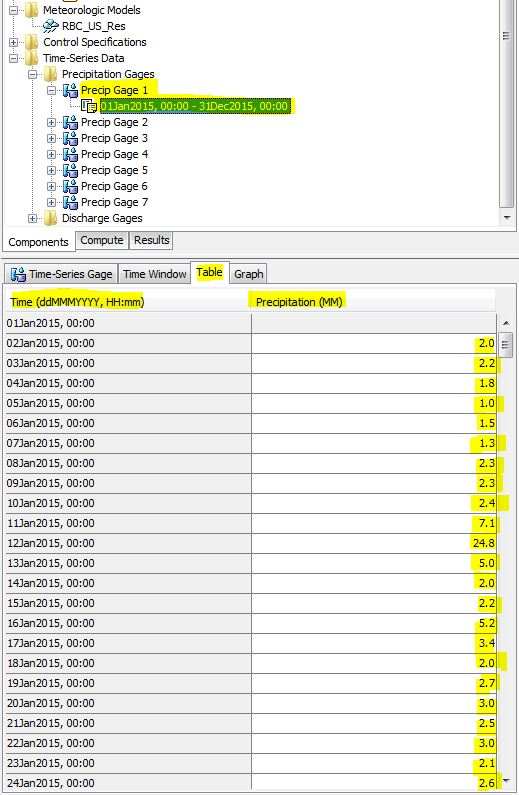 Meteorologic Models
RBC_US_Res
Control Specifications
Time-Series Data
Precipitation Gages
Precip Gage 1
01Jan2015, 00:00 - 31Dec2015, 00:00
Precip Gage 2
Precip Gage 3
Precip Gage 4
Precip Gage 5
Precip Gage 6
Precip Gage 7
Discharge Gages
Components Compute Results
Time-Series Gage Time Window Table Graph
Time (ddMMMYYYY, HH:mm) Precipitation (MM)
01Jan2015, 00:00
02Jan2015, 00:00 2.0
03Jan2015, 00:00 2.2
04Jan2015, 00:00 1.8
05Jan2015, 00:00 1.0
06Jan2015, 00:00 1.5
07Jan2015, 00:00 1.3
08Jan2015, 00:00 2.3
09Jan2015, 00:00 2.3
10Jan2015, 00:00 2.4
11Jan2015, 00:00 7.1
12Jan2015, 00:00 24.8
13Jan2015, 00:00 5.0
14Jan2015, 00:00 2.0
15Jan2015, 00:00 2.2
16Jan2015, 00:00 5.2
17Jan2015, 00:00 3.4
18Jan2015, 00:00 2.0
19Jan2015, 00:00 2.7
20Jan2015, 00:00 3.0
21Jan2015, 00:00 2.5
22Jan2015, 00:00 3.0
23Jan2015, 00:00 2.1
24Jan2015, 00:00 2.6